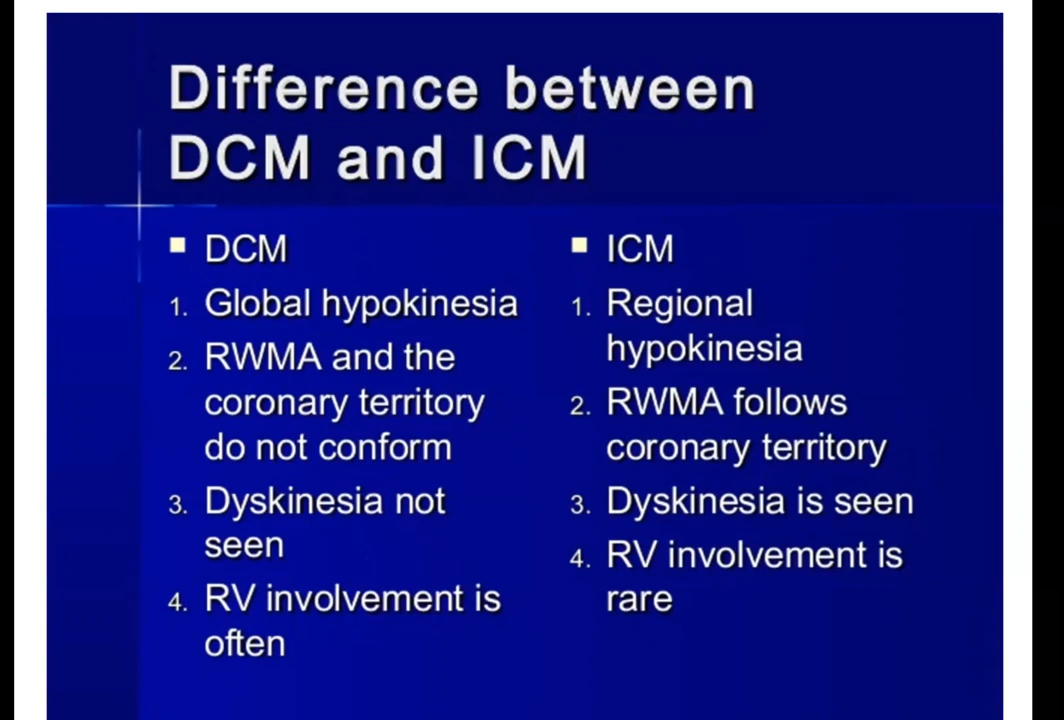 Difference between
DCM and ICM
DCM
1. Global hypokinesia
2. RWMA and the
coronary territory
do not conform
3. Dyskinesia not
seen
4. RV involvement is
often
ICM
1. Regional
hypokinesia
2. RWMA follows
coronary territory
3. Dyskinesia is seen
4. RV involvement is
rare